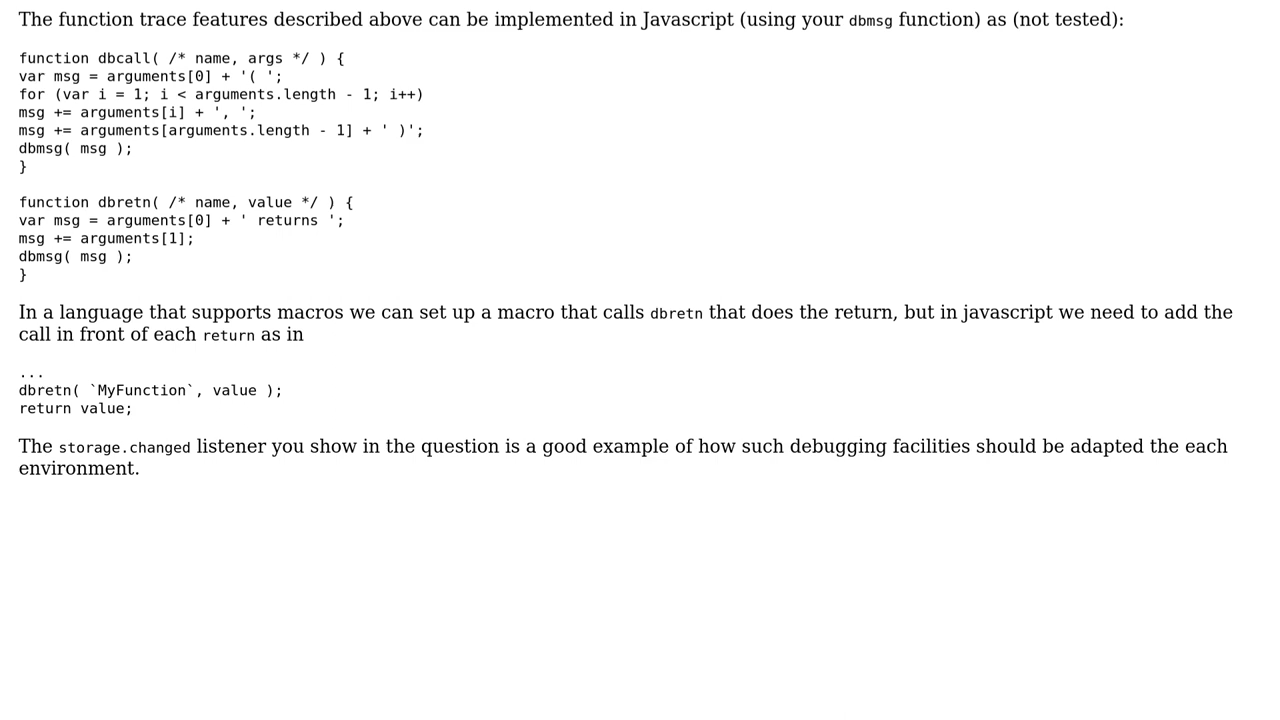 The function trace features described above can be implemented in Javascript (using your dbmsg function) as (not tested):
function dbcall( /* name, args */ ) {
var msg = arguments[0] + '( ';
for (var i = 1; i < arguments.length - 1; i++)
msg += arguments[i] + ', ';
msg += arguments[arguments.length - 1] + ' )';
dbmsg( msg );
}
function dbretn( /* name, value */ ) {
var msg = arguments[0] + ' returns ';
msg += arguments[1];
dbmsg( msg );
}
In a language that supports macros we can set up a macro that calls dbretn that does the return, but in javascript we need to add the
call in front of each return as in
...
dbretn( `MyFunction`, value );
return value;
The storage.changed listener you show in the question is a good example of how such debugging facilities should be adapted the each
environment.